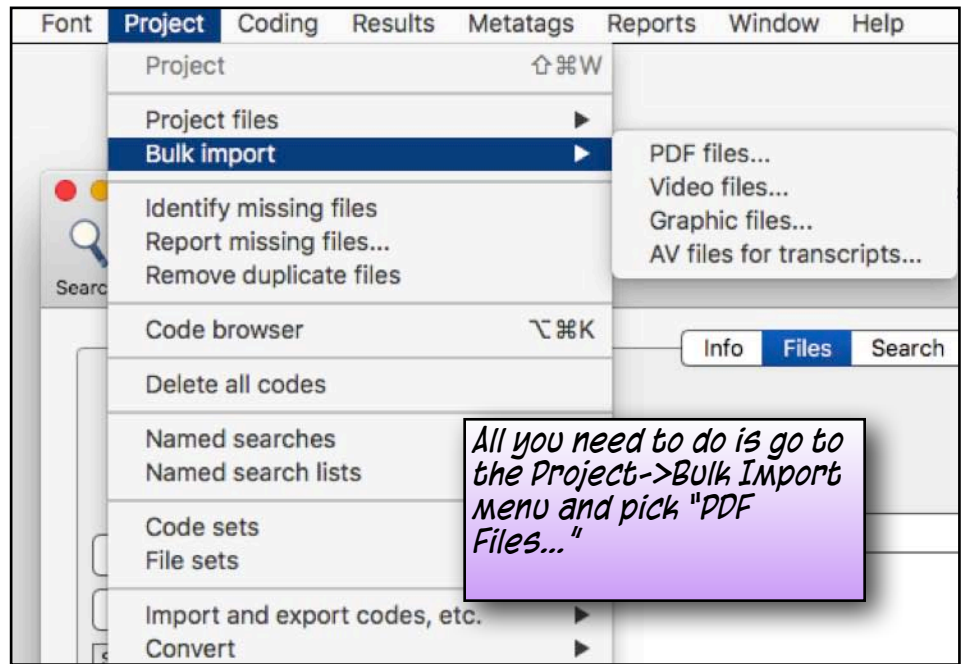 Font Project Coding Results Metatags Reports Window Help
Project ⇧⌘W
Project files ▶
Bulk import ▶
PDF files...
Video files...
Graphic files...
AV files for transcripts...
Identify missing files
Report missing files...
Remove duplicate files
Searc
Code browser ⌥⌘K
Info Files Search
Delete all codes
Named searches
Named search lists
All you need to do is go to
the Project->Bulk Import
menu and pick "PDF
Files..."
Code sets
File sets
Import and export codes, etc. ▶
Convert ▶